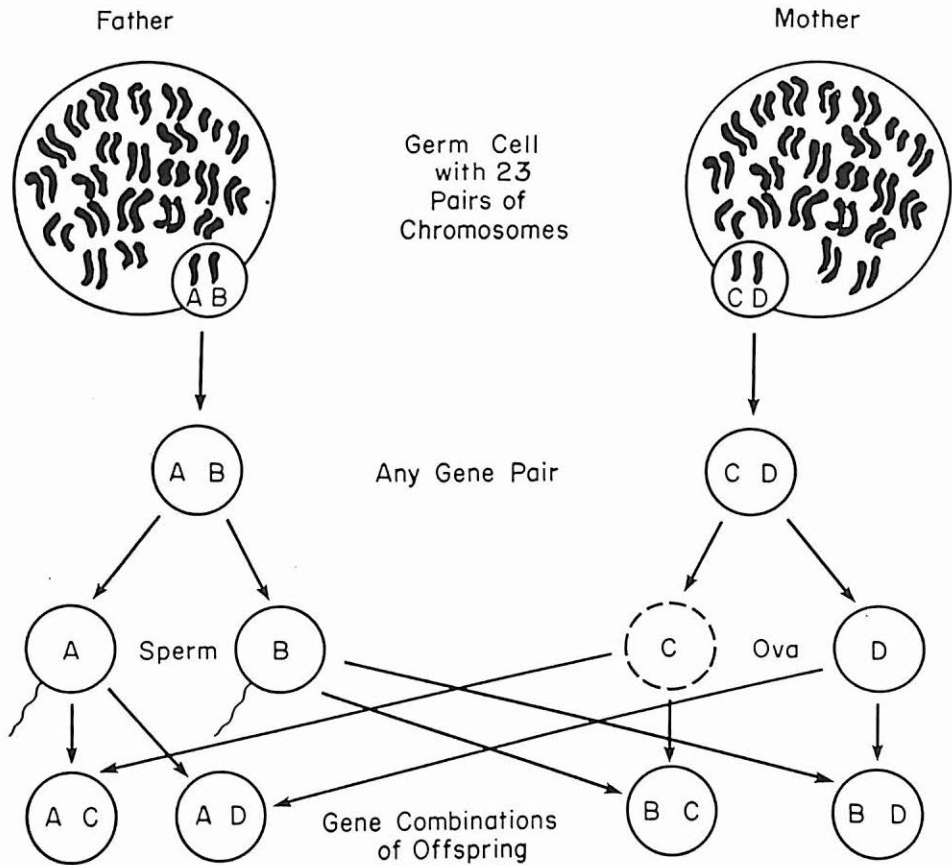 Father
Mother
Germ Cell
with 23
Pairs of
Chromosomes
A B
C D
A B
Any Gene Pair
C D
A
Sperm
B
C
Ova
D
A C
A D
Gene Combinations
of Offspring
B C
B D